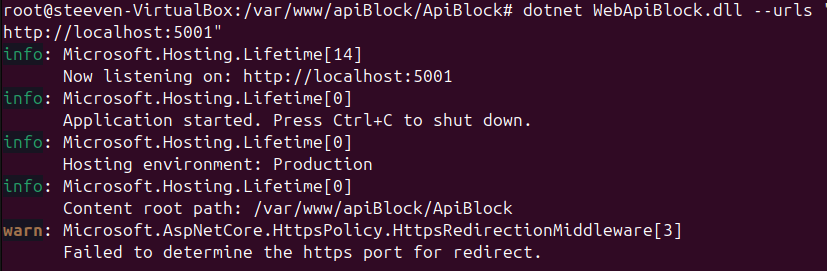 root@steeven-VirtualBox:/var/www/apiBlock/ApiBlock# dotnet WebApiBlock.dll --urls "
http://localhost:5001"
info: Microsoft.Hosting.Lifetime[14]
      Now listening on: http://localhost:5001
info: Microsoft.Hosting.Lifetime[0]
      Application started. Press Ctrl+C to shut down.
info: Microsoft.Hosting.Lifetime[0]
      Hosting environment: Production
info: Microsoft.Hosting.Lifetime[0]
      Content root path: /var/www/apiBlock/ApiBlock
warn: Microsoft.AspNetCore.HttpsPolicy.HttpsRedirectionMiddleware[3]
      Failed to determine the https port for redirect.